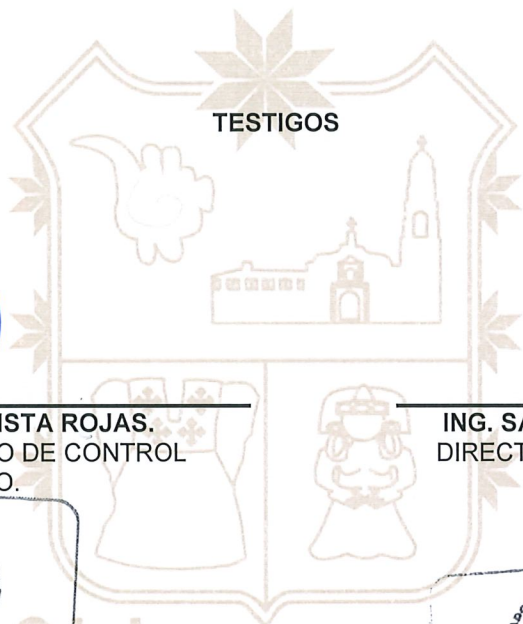 TESTIGOS
ISTA ROJAS.
O DE CONTROL
O.
ING. SA
DIRECT